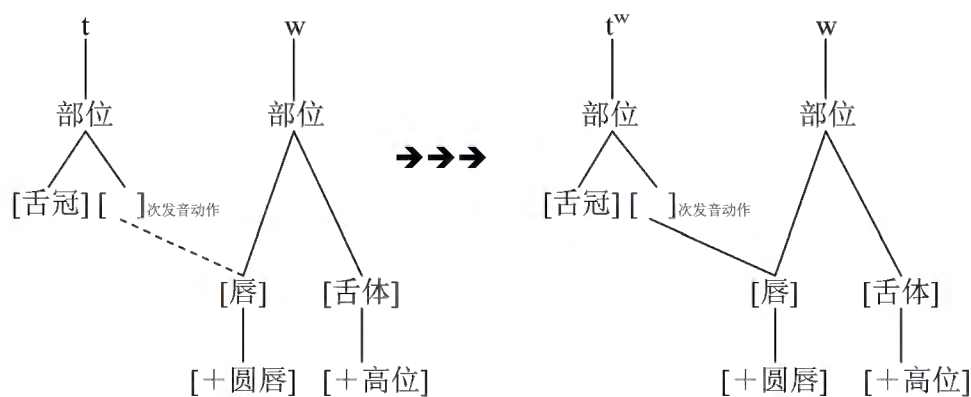 t w tʷ w
部位 部位 ➔➔➔ 部位 部位
[舌冠] [ ]次发音动作 [舌冠] [ ]次发音动作
[唇] [舌体] [唇] [舌体]
[＋圆唇] [＋高位] [＋圆唇] [＋高位]